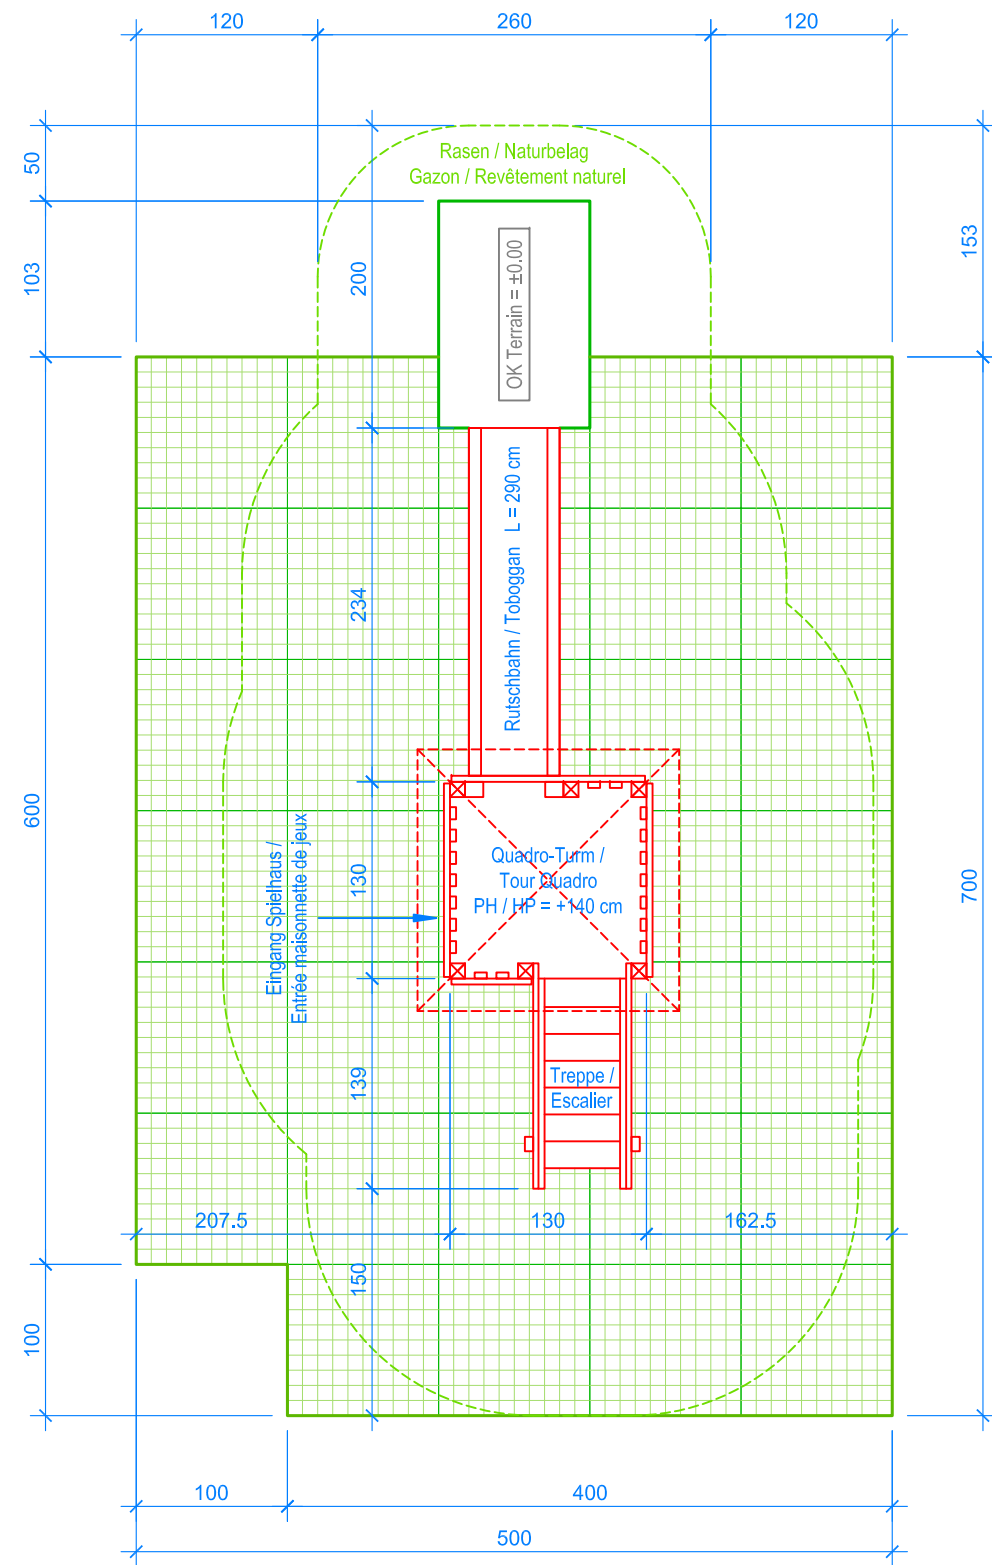 120
260
120
50
Rasen / Naturbelag
Gazon / Revêtement naturel
103
200
OK Terrain = ±0.00
153
Rutschbahn / Toboggan L = 290 cm
234
600
130
Eingang Spielhaus /
Entrée maisonnette de jeux
Quadro-Turm /
Tour Quadro
PH / HP = +140 cm
700
139
Treppe /
Escalier
207.5
130
162.5
150
100
100
400
500